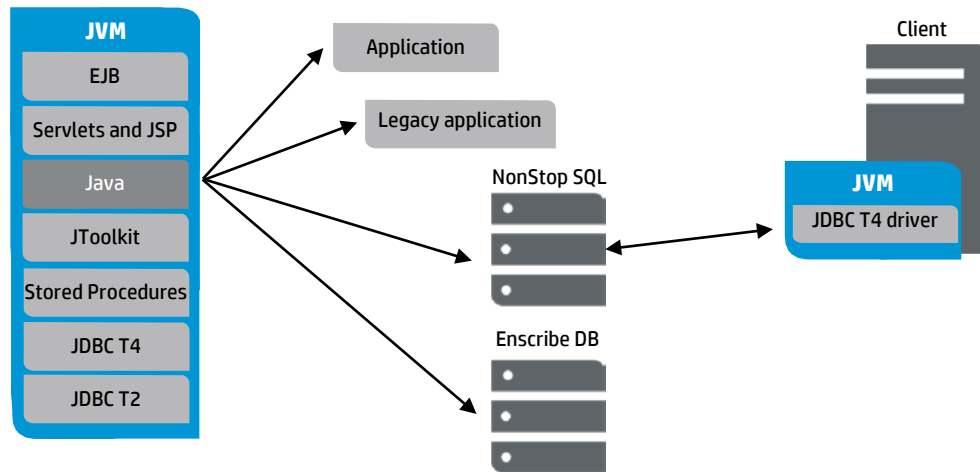 JVM
EJB
Servlets and JSP
Java
JToolkit
Stored Procedures
JDBC T4
JDBC T2
Application
Legacy application
NonStop SQL
Enscribe DB
Client
JVM
JDBC T4 driver